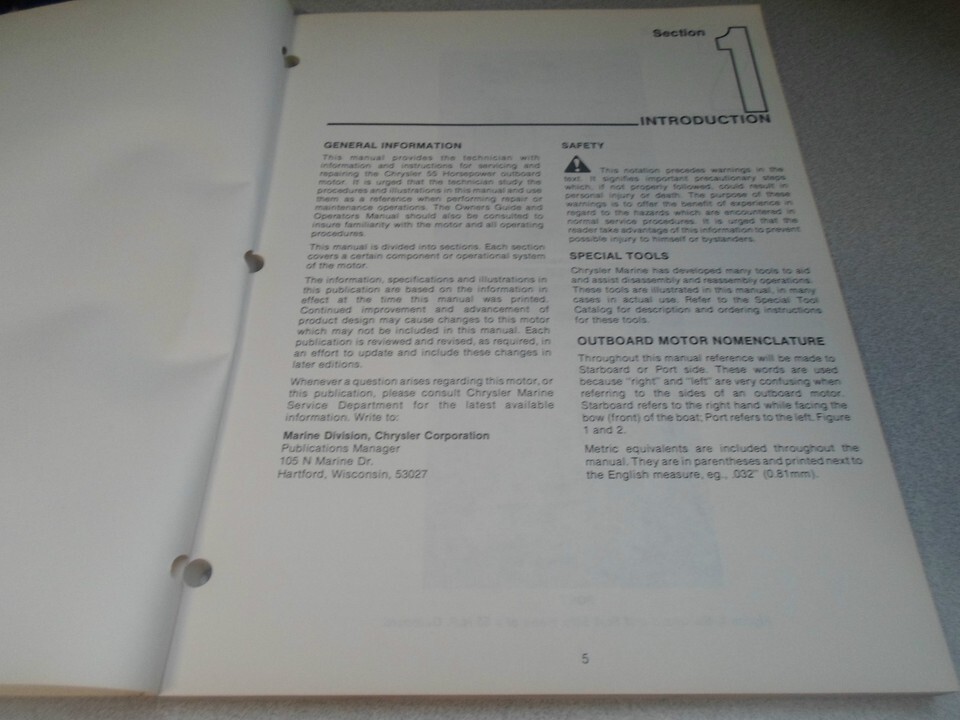 Section 1
INTRODUCTION
GENERAL INFORMATION
This manual provides the technician with
information and instructions for servicing and
repairing the Chrysler 55 Horsepower outboard
motor. It is urged that the technician study the
procedures and illustrations in this manual and use
them as a reference when performing repair or
maintenance operations. The Owners Guide and
Operators Manual should also be consulted to
insure familiarity with the motor and all operating
procedures.
This manual is divided into sections. Each section
covers a certain component or operational system
of the motor.
The information, specifications and illustrations in
this publication are based on the information in
effect at the time this manual was printed.
Continued improvement and advancement of
product design may cause changes to this motor
which may not be included in this manual. Each
publication is reviewed and revised, as required, in
an effort to update and include these changes in
later editions.
Whenever a question arises regarding this motor, or
this publication, please consult Chrysler Marine
Service Department for the latest available
information. Write to:
Marine Division, Chrysler Corporation
Publications Manager
105 N Marine Dr.
Hartford, Wisconsin, 53027
SAFETY
This notation precedes warnings in the
text. It signifies important precautionary steps
which, if not properly followed, could result in
personal injury or death. The purpose of these
warnings is to offer the benefit of experience in
regard to the hazards which are encountered in
normal service procedures. It is urged that the
reader take advantage of this information to prevent
possible injury to himself or bystanders.
SPECIAL TOOLS
Chrysler Marine has developed many tools to aid
and assist disassembly and reassembly operations.
These tools are illustrated in this manual, in many
cases in actual use. Refer to the Special Tool
Catalog for description and ordering instructions
for these tools.
OUTBOARD MOTOR NOMENCLATURE
Throughout this manual reference will be made to
Starboard or Port side. These words are used
because "right" and "left" are very confusing when
referring to the sides of an outboard motor.
Starboard refers to the right hand while facing the
bow (front) of the boat; Port refers to the left. Figure
1 and 2.
Metric equivalents are included throughout the
manual. They are in parentheses and printed next to
the English measure, eg., .032" (0.81mm).
5